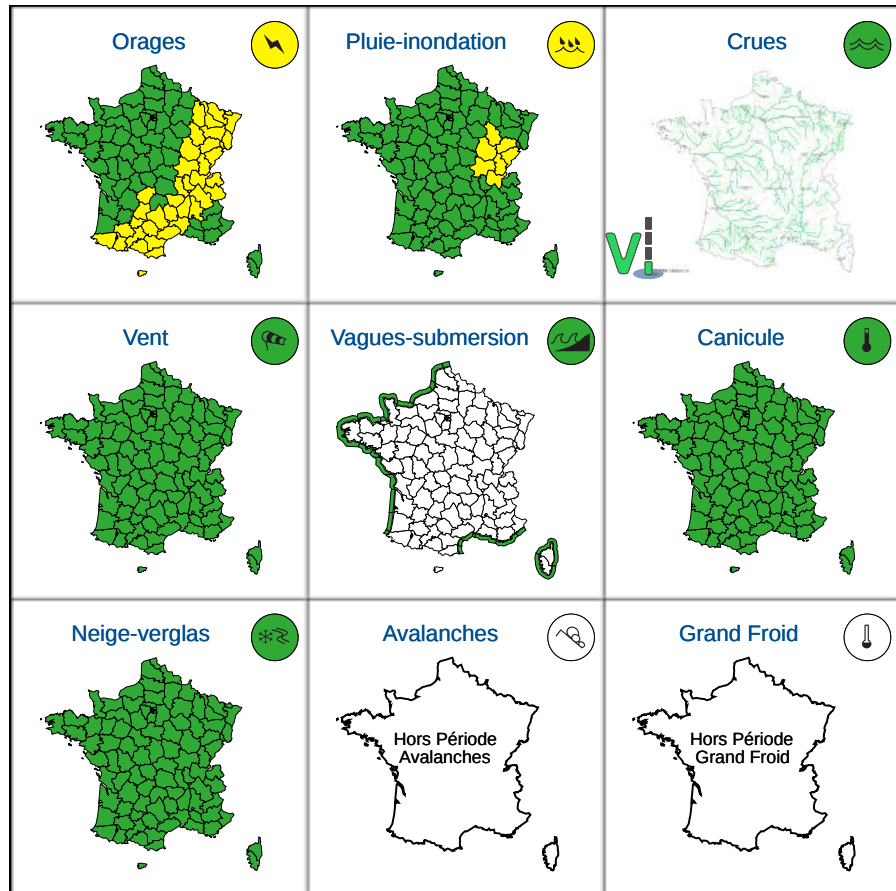 Orages
Pluie-inondation
Crues
Vent
Vagues-submersion
Canicule
Neige-verglas
Avalanches
Grand Froid
Hors Période
Avalanches
Hors Période
Grand Froid